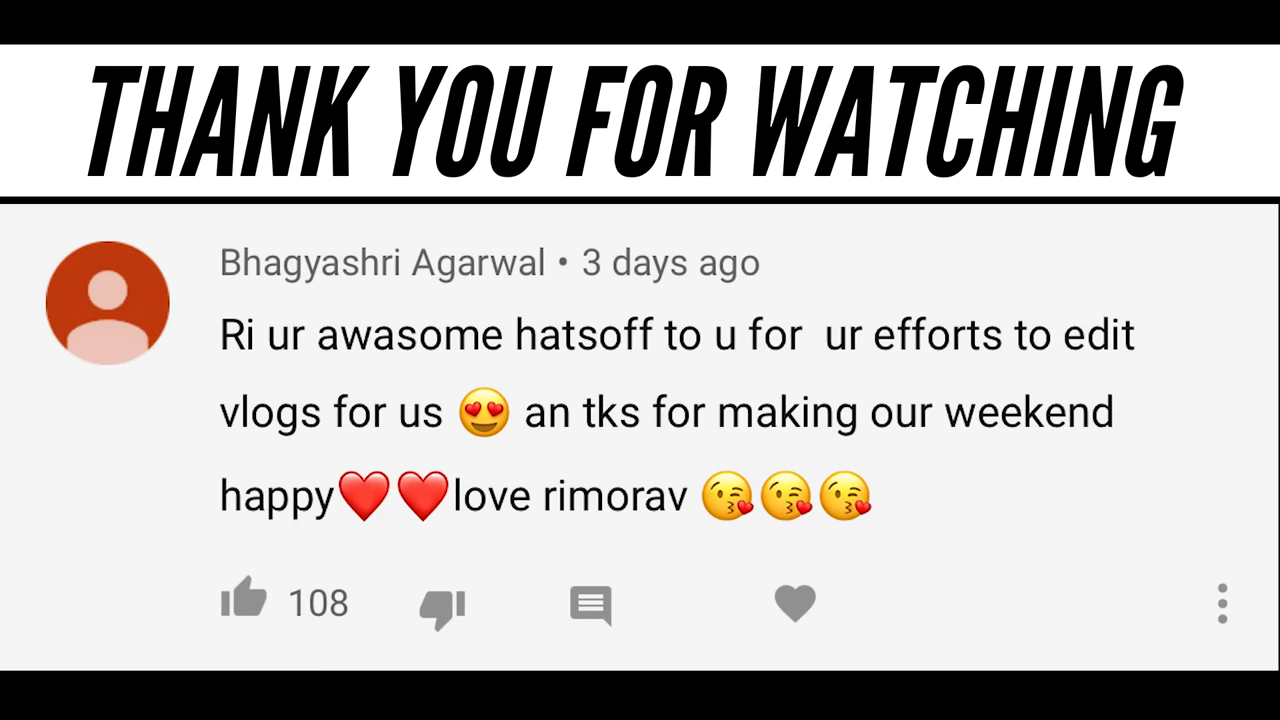 THANK YOU FOR WATCHING
Bhagyashri Agarwal • 3 days ago
Ri ur awasome hatsoff to u for  ur efforts to edit
vlogs for us 😍 an tks for making our weekend
happy❤️❤️love rimorav 😘😘😘
108